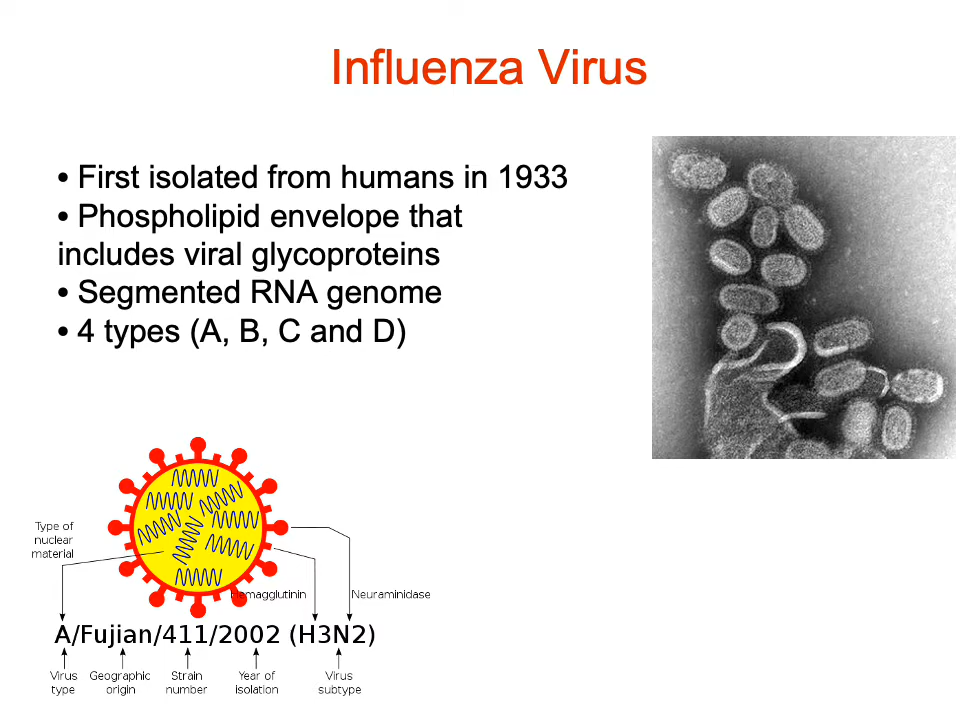 Influenza Virus
• First isolated from humans in 1933
• Phospholipid envelope that
includes viral glycoproteins
• Segmented RNA genome
• 4 types (A, B, C and D)
Type of
nuclear
material
Hemagglutinin
Neuraminidase
A/Fujian/411/2002 (H3N2)
Virus
type
Geographic
origin
Strain
number
Year of
isolation
Virus
subtype